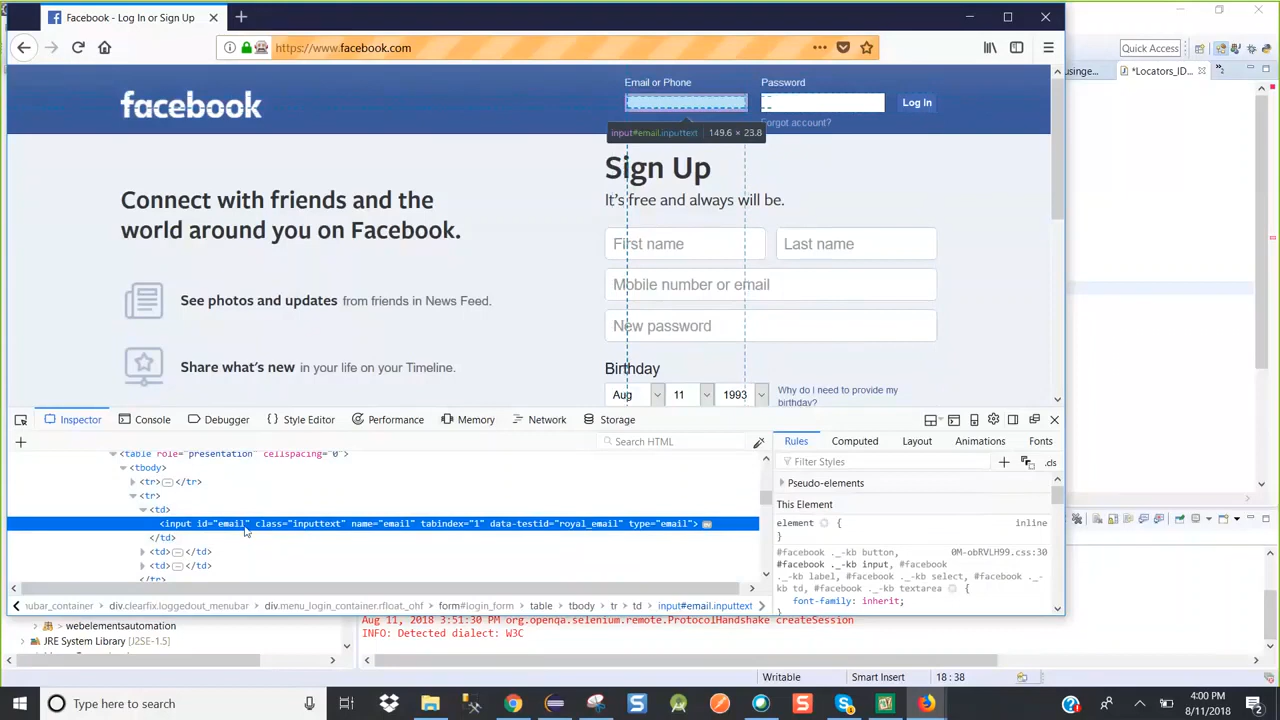 Facebook - Log In or Sign Up
https://www.facebook.com
Quick Access
*Locators_ID...
Email or Phone
Password
facebook
Log In
Forgot account?
input#email.inputtext 149.6 × 23.8
Sign Up
It's free and always will be.
Connect with friends and the
world around you on Facebook.
First name
Last name
Mobile number or email
See photos and updates from friends in News Feed.
New password
Share what's new in your life on your Timeline.
Birthday
Aug 11 1993
Why do I need to provide my
birthday?
Inspector Console Debugger Style Editor Performance Memory Network Storage
Search HTML
Rules Computed Layout Animations Fonts
<table role="presentation" cellspacing="0">
<tbody>
<tr></tr>
<tr>
<td>
<input id="email" class="inputtext" name="email" tabindex="1" data-testid="royal_email" type="email"> ev
</td>
<td></td>
<td></td>
</tr>
Filter Styles
.cls
Pseudo-elements
This Element
element { inline
}
#facebook ._-kb button, 0M-obRVLH99.css:30
#facebook ._-kb input, #facebook
._-kb label, #facebook ._-kb select, #facebook ._-
kb td, #facebook ._-kb textarea {
font-family: inherit;
}
nubar_container div.clearfix.loggedout_menubar div.menu_login_container.rfloat._ohf form#login_form table tbody tr td input#email.inputtext
webelementsautomation
JRE System Library [J2SE-1.5]
Aug 11, 2018 3:51:30 PM org.openqa.selenium.remote.ProtocolHandshake createSession
INFO: Detected dialect: W3C
Writable Smart Insert 18 : 38
Type here to search
4:00 PM
8/11/2018